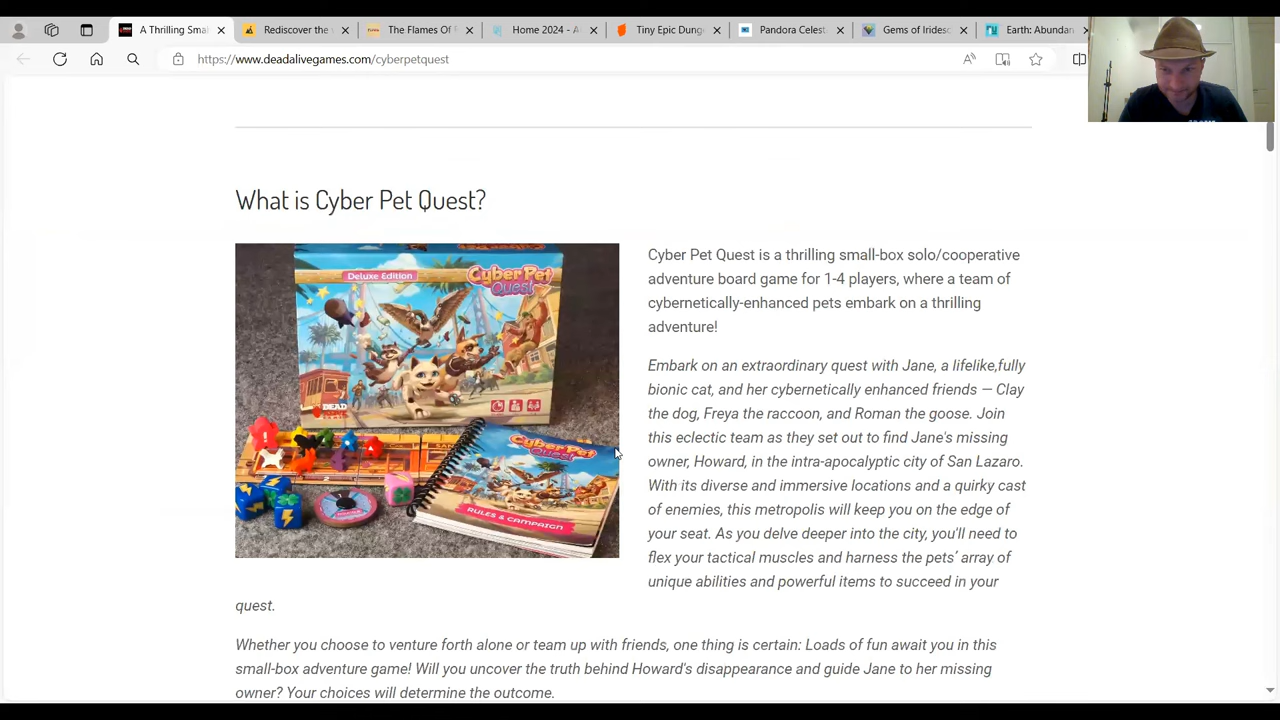 A Thrilling Smal
Rediscover the
The Flames Of F
Home 2024 - A
Tiny Epic Dung
Pandora Celest
Gems of Iridesc
Earth: Abundan
https://www.deadalivegames.com/cyberpetquest
What is Cyber Pet Quest?
Deluxe Edition
Cyber Pet
Quest
DEAD
Cyber Pet
Quest
RULES & CAMPAIGN
Cyber Pet Quest is a thrilling small-box solo/cooperative
adventure board game for 1-4 players, where a team of
cybernetically-enhanced pets embark on a thrilling
adventure!
Embark on an extraordinary quest with Jane, a lifelike,fully
bionic cat, and her cybernetically enhanced friends — Clay
the dog, Freya the raccoon, and Roman the goose. Join
this eclectic team as they set out to find Jane's missing
owner, Howard, in the intra-apocalyptic city of San Lazaro.
With its diverse and immersive locations and a quirky cast
of enemies, this metropolis will keep you on the edge of
your seat. As you delve deeper into the city, you'll need to
flex your tactical muscles and harness the pets’ array of
unique abilities and powerful items to succeed in your
quest.
Whether you choose to venture forth alone or team up with friends, one thing is certain: Loads of fun await you in this
small-box adventure game! Will you uncover the truth behind Howard's disappearance and guide Jane to her missing
owner? Your choices will determine the outcome.